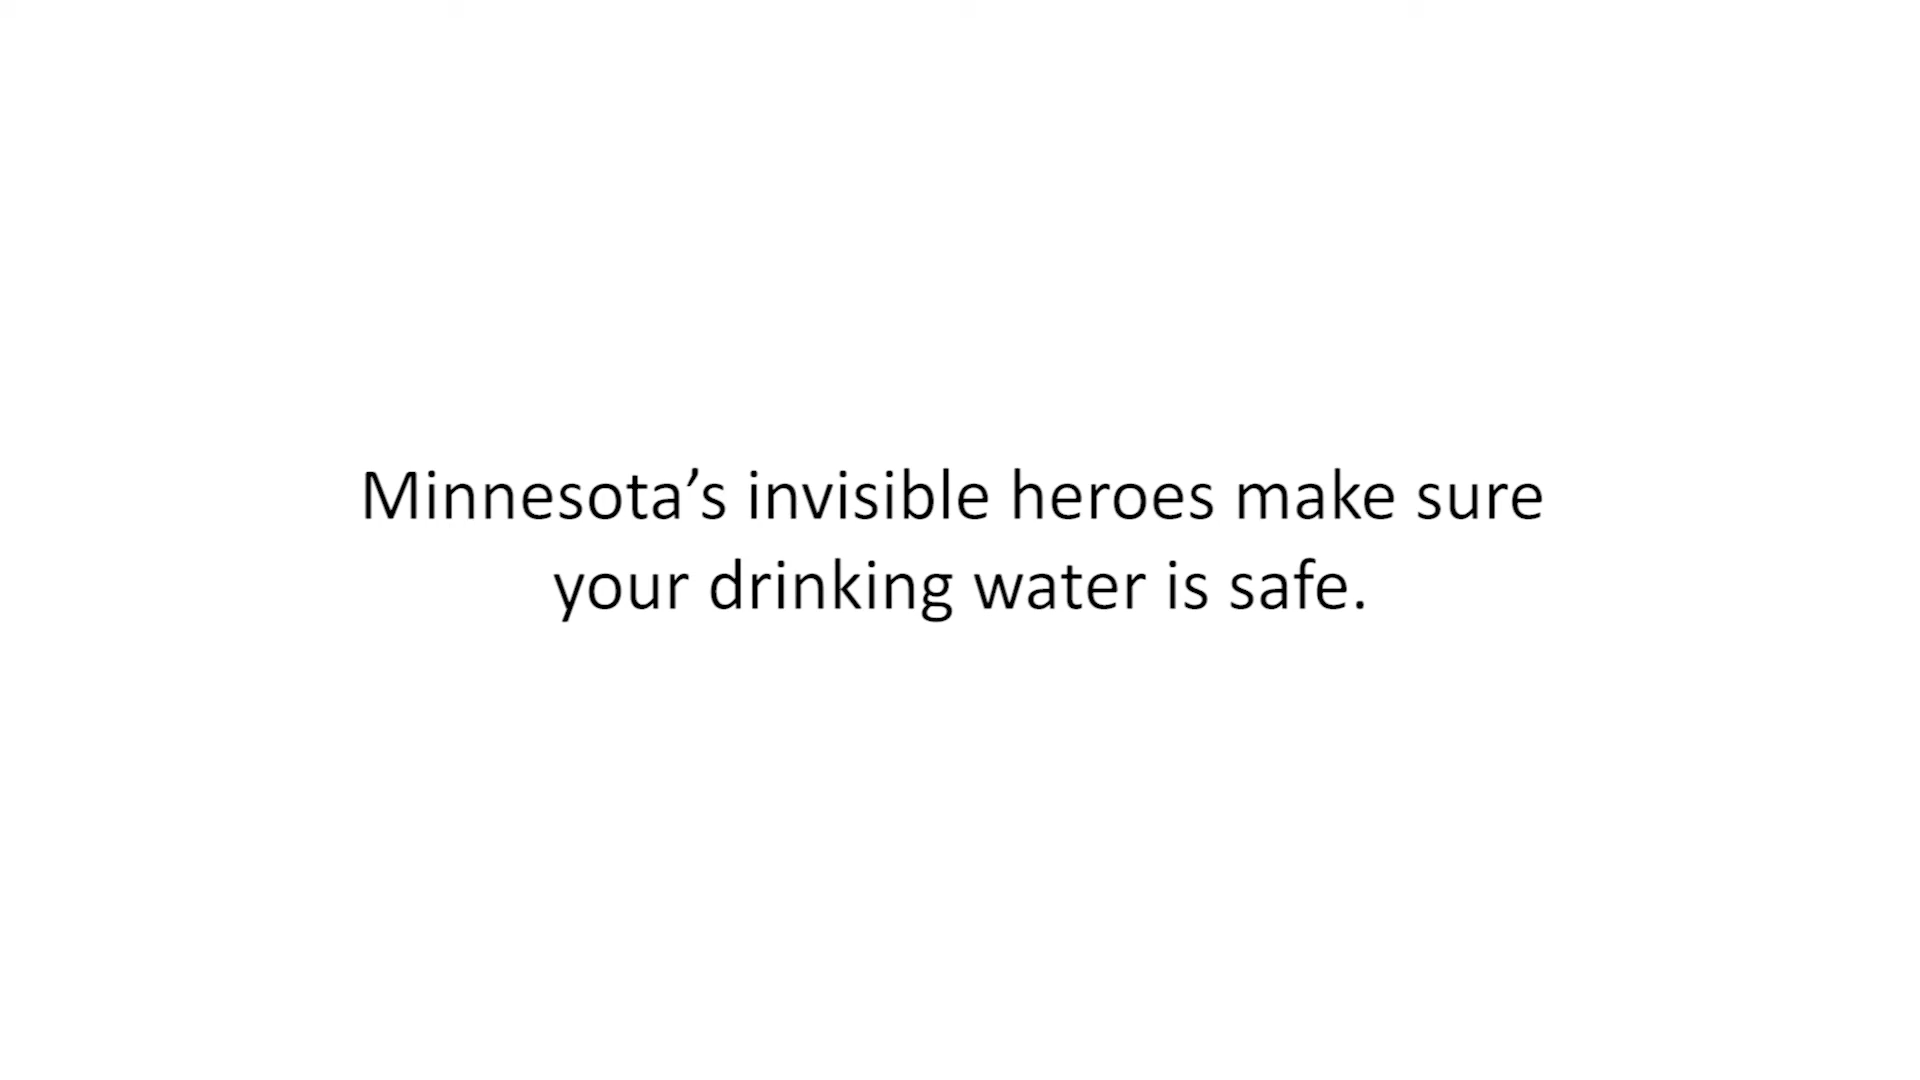 Minnesota’s invisible heroes make sure
your drinking water is safe.